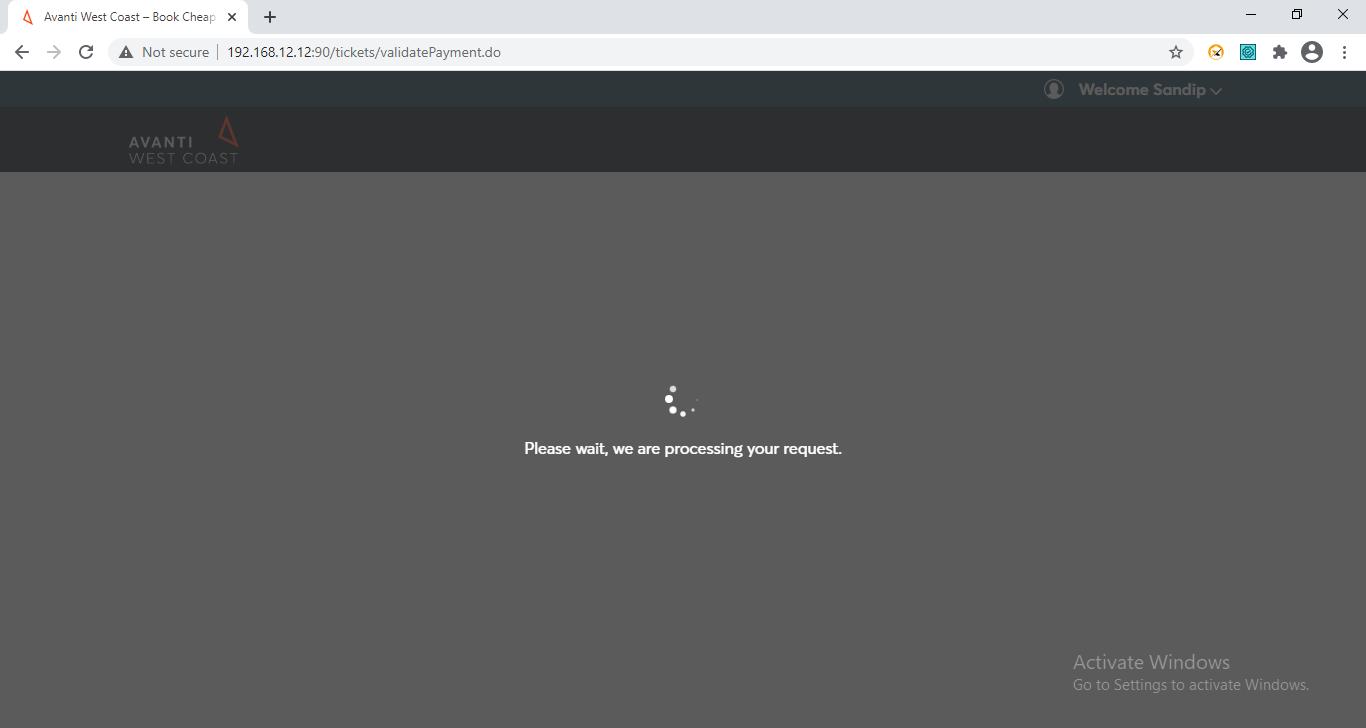 Avanti West Coast – Book Cheap
Not secure
192.168.12.12:90/tickets/validatePayment.do
Welcome Sandip
AVANTI
WEST COAST
Please wait, we are processing your request.
Activate Windows
Go to Settings to activate Windows.